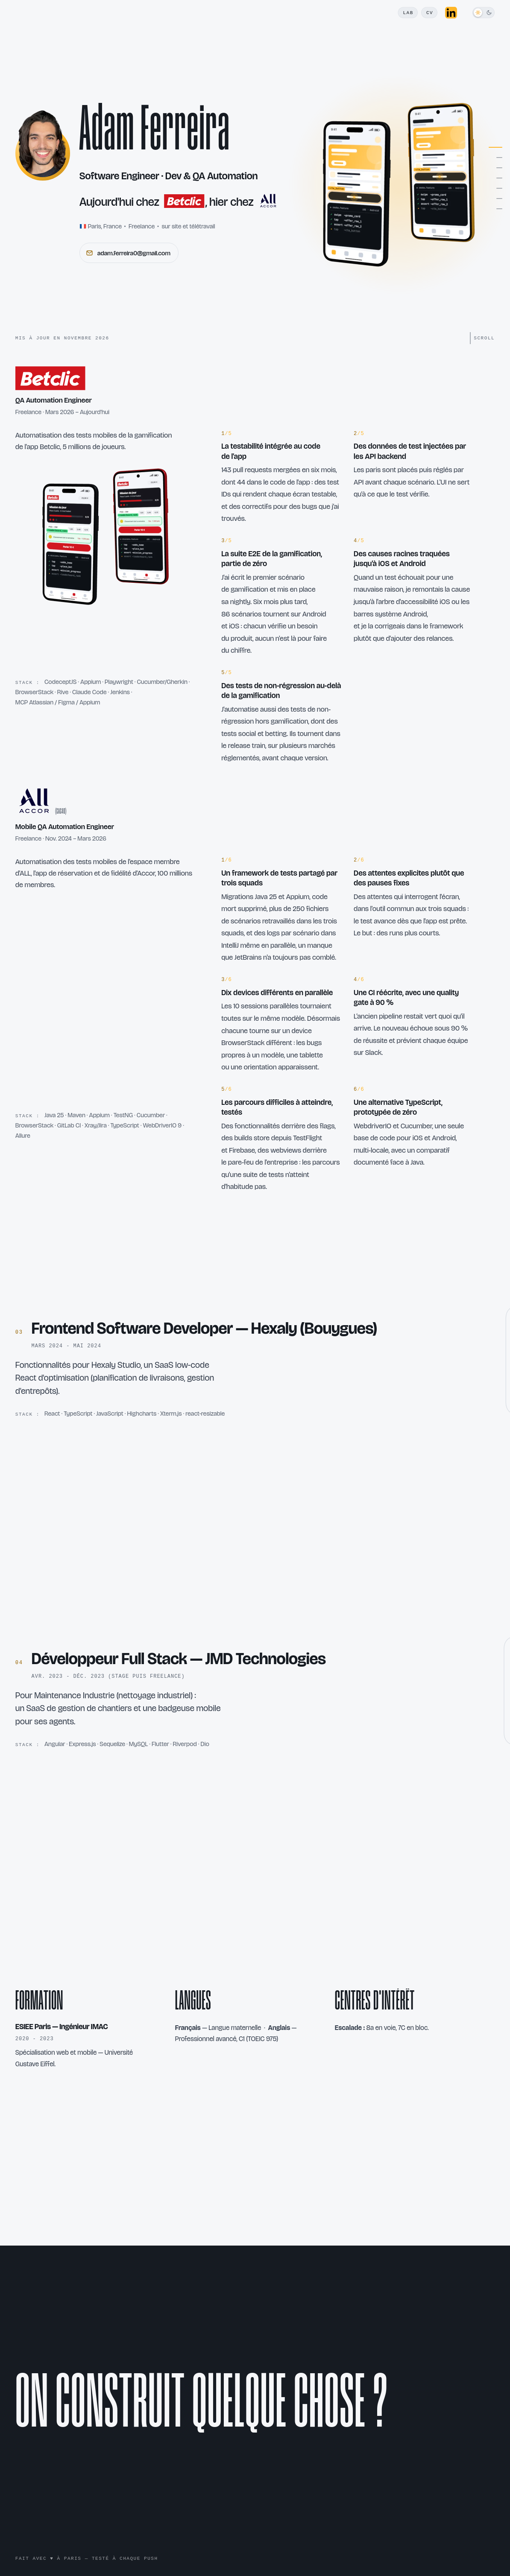 LAB CV in
Adam Ferreira
Software Engineer · Dev & QA Automation
Aujourd'hui chez Betclic, hier chez ALL ACCOR
Paris, France • Freelance • sur site et télétravail
adam.ferreira0@gmail.com
MIS À JOUR EN NOVEMBRE 2026
SCROLL
Betclic
QA Automation Engineer
Freelance · Mars 2026 – Aujourd'hui
Automatisation des tests mobiles de la gamification
de l'app Betclic, 5 millions de joueurs.
STACK : CodeceptJS · Appium · Playwright · Cucumber/Gherkin ·
BrowserStack · Rive · Claude Code · Jenkins ·
MCP Atlassian / Figma / Appium
1/5
La testabilité intégrée au code
de l'app
143 pull requests mergées en six mois,
dont 44 dans le code de l'app : des test
IDs qui rendent chaque écran testable,
et des correctifs pour des bugs que j'ai
trouvés.
2/5
Des données de test injectées par
les API backend
Les paris sont placés puis réglés par
API avant chaque scénario. L'UI ne sert
qu'à ce que le test vérifie.
3/5
La suite E2E de la gamification,
partie de zéro
J'ai écrit le premier scénario
de gamification et mis en place
sa nightly. Six mois plus tard,
86 scénarios tournent sur Android
et iOS : chacun vérifie un besoin
du produit, aucun n'est là pour faire
du chiffre.
4/5
Des causes racines traquées
jusqu'à iOS et Android
Quand un test échouait pour une
mauvaise raison, je remontais la cause
jusqu'à l'arbre d'accessibilité iOS ou les
barres système Android,
et je la corrigeais dans le framework
plutôt que d'ajouter des relances.
5/5
Des tests de non-régression au-delà
de la gamification
J'automatise aussi des tests de non-
régression hors gamification, dont des
tests social et betting. Ils tournent dans
le release train, sur plusieurs marchés
réglementés, avant chaque version.
ALL
ACCOR
Mobile QA Automation Engineer
Freelance · Nov. 2024 – Mars 2026
Automatisation des tests mobiles de l'espace membre
d'ALL, l'app de réservation et de fidélité d'Accor, 100 millions
de membres.
STACK : Java 25 · Maven · Appium · TestNG · Cucumber ·
BrowserStack · GitLab CI · Xray/Jira · TypeScript · WebDriverIO 9 ·
Allure
1/6
Un framework de tests partagé par
trois squads
Migrations Java 25 et Appium, code
mort supprimé, plus de 250 fichiers
de scénarios retravaillés dans les trois
squads, et des logs par scénario dans
IntelliJ même en parallèle, un manque
que JetBrains n'a toujours pas comblé.
2/6
Des attentes explicites plutôt que
des pauses fixes
Des attentes qui interrogent l'écran,
dans l'outil commun aux trois squads :
le test avance dès que l'app est prête.
Le but : des runs plus courts.
3/6
Dix devices différents en parallèle
Les 10 sessions parallèles tournaient
toutes sur le même modèle. Désormais
chacune tourne sur un device
BrowserStack différent : les bugs
propres à un modèle, une tablette
ou une orientation apparaissent.
4/6
Une CI réécrite, avec une quality
gate à 90 %
L'ancien pipeline restait vert quoi qu'il
arrive. Le nouveau échoue sous 90 %
de réussite et prévient chaque équipe
sur Slack.
5/6
Les parcours difficiles à atteindre,
testés
Des fonctionnalités derrière des flags,
des builds store depuis TestFlight
et Firebase, des webviews derrière
le pare-feu de l'entreprise : les parcours
qu'une suite de tests n'atteint
d'habitude pas.
6/6
Une alternative TypeScript,
prototypée de zéro
WebdriverIO et Cucumber, une seule
base de code pour iOS et Android,
multi-locale, avec un comparatif
documenté face à Java.
03 Frontend Software Developer — Hexaly (Bouygues)
MARS 2024 - MAI 2024
Fonctionnalités pour Hexaly Studio, un SaaS low-code
React d'optimisation (planification de livraisons, gestion
d'entrepôts).
STACK : React · TypeScript · JavaScript · Highcharts · Xterm.js · react-resizable
04 Développeur Full Stack — JMD Technologies
AVR. 2023 - DÉC. 2023 (STAGE PUIS FREELANCE)
Pour Maintenance Industrie (nettoyage industriel) :
un SaaS de gestion de chantiers et une badgeuse mobile
pour ses agents.
STACK : Angular · Express.js · Sequelize · MySQL · Flutter · Riverpod · Dio
FORMATION
ESIEE Paris — Ingénieur IMAC
2020 - 2023
Spécialisation web et mobile — Université
Gustave Eiffel.
LANGUES
Français — Langue maternelle · Anglais —
Professionnel avancé, C1 (TOEIC 975)
CENTRES D'INTÉRÊT
Escalade : 8a en voie, 7C en bloc.
ON CONSTRUIT QUELQUE CHOSE ?
FAIT AVEC ♥ À PARIS — TESTÉ À CHAQUE PUSH